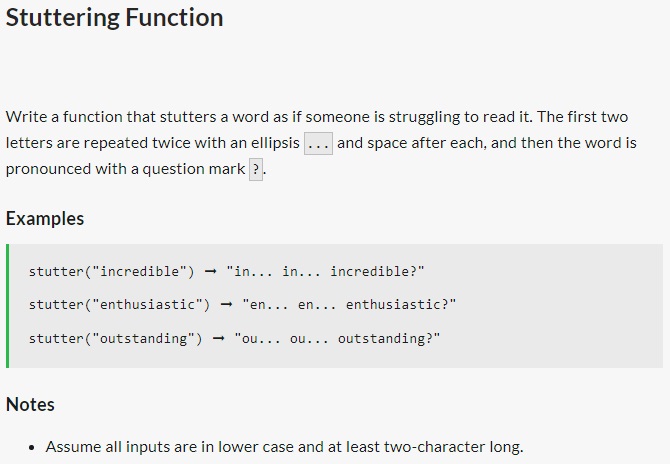 Stuttering Function
Write a function that stutters a word as if someone is struggling to read it. The first two
letters are repeated twice with an ellipsis ... and space after each, and then the word is
pronounced with a question mark ?.
Examples
stutter("incredible") ➞ "in... in... incredible?"
stutter("enthusiastic") ➞ "en... en... enthusiastic?"
stutter("outstanding") ➞ "ou... ou... outstanding?"
Notes
• Assume all inputs are in lower case and at least two-character long.